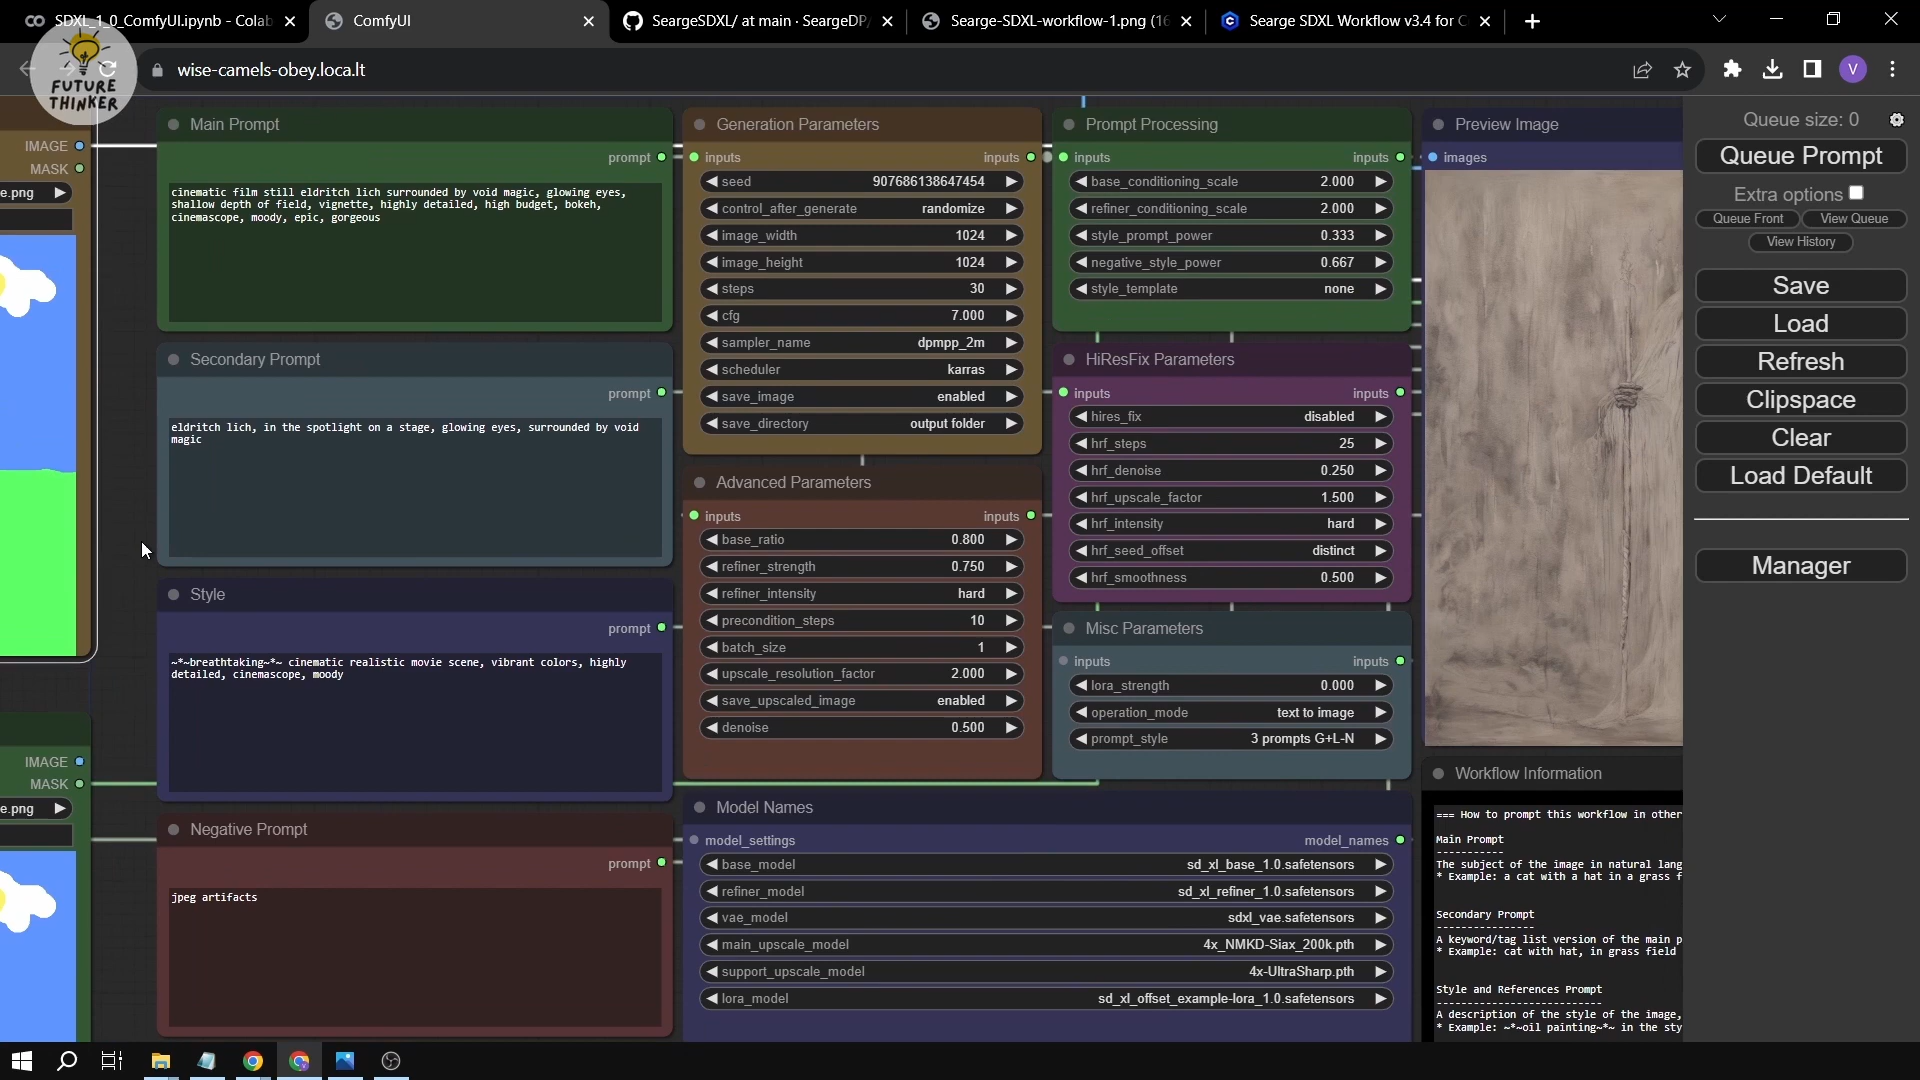 SDXL_1_0_ComfyUI.ipynb - Colab
ComfyUI
SeargeSDXL/ at main · SeargeDP/
Searge-SDXL-workflow-1.png (16
Searge SDXL Workflow v3.4 for C
wise-camels-obey.loca.lt
V
FUTURE
THINKER
IMAGE
MASK
e.png
IMAGE
MASK
e.png
Main Prompt
prompt
cinematic film still eldritch lich surrounded by void magic, glowing eyes,
shallow depth of field, vignette, highly detailed, high budget, bokeh,
cinemascope, moody, epic, gorgeous
Secondary Prompt
prompt
eldritch lich, in the spotlight on a stage, glowing eyes, surrounded by void
magic
Style
prompt
~*~breathtaking~*~ cinematic realistic movie scene, vibrant colors, highly
detailed, cinemascope, moody
Negative Prompt
prompt
jpeg artifacts
Generation Parameters
inputs inputs
seed 907686138647454
control_after_generate randomize
image_width 1024
image_height 1024
steps 30
cfg 7.000
sampler_name dpmpp_2m
scheduler karras
save_image enabled
save_directory output folder
Advanced Parameters
inputs inputs
base_ratio 0.800
refiner_strength 0.750
refiner_intensity hard
precondition_steps 10
batch_size 1
upscale_resolution_factor 2.000
save_upscaled_image enabled
denoise 0.500
Prompt Processing
inputs inputs
base_conditioning_scale 2.000
refiner_conditioning_scale 2.000
style_prompt_power 0.333
negative_style_power 0.667
style_template none
HiResFix Parameters
inputs inputs
hires_fix disabled
hrf_steps 25
hrf_denoise 0.250
hrf_upscale_factor 1.500
hrf_intensity hard
hrf_seed_offset distinct
hrf_smoothness 0.500
Misc Parameters
inputs inputs
lora_strength 0.000
operation_mode text to image
prompt_style 3 prompts G+L-N
Model Names
model_settings model_names
base_model sd_xl_base_1.0.safetensors
refiner_model sd_xl_refiner_1.0.safetensors
vae_model sdxl_vae.safetensors
main_upscale_model 4x_NMKD-Siax_200k.pth
support_upscale_model 4x-UltraSharp.pth
lora_model sd_xl_offset_example-lora_1.0.safetensors
Preview Image
images
Workflow Information
=== How to prompt this workflow in other
Main Prompt
-----------
The subject of the image in natural lang
* Example: a cat with a hat in a grass f
Secondary Prompt
----------------
A keyword/tag list version of the main p
* Example: cat with hat, in grass field
Style and References Prompt
---------------------------
A description of the style of the image,
* Example: ~*~oil painting~*~ in the sty
Queue size: 0
Queue Prompt
Extra options
Queue Front View Queue
View History
Save
Load
Refresh
Clipspace
Clear
Load Default
Manager